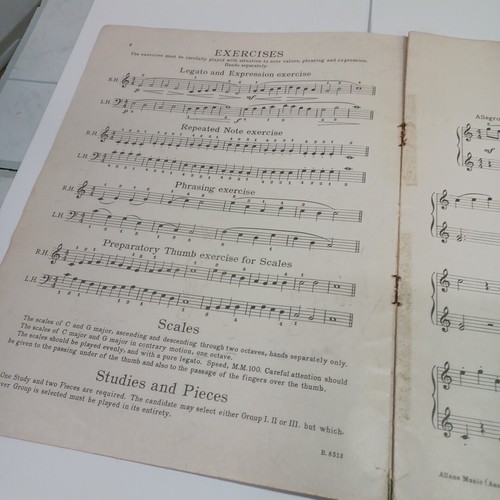 EXERCISES
The exercises must be carefully played with attention to note values, phrasing and expression.
Hands separately.
Legato and Expression exercise
R.H.
L.H.
Repeated Note exercise
R.H.
L.H.
Phrasing exercise
R.H.
L.H.
Preparatory Thumb exercise for Scales
R.H.
L.H.
Scales
The scales of C and G major, ascending and descending through two octaves, hands separately only.
The scales of C major and G major in contrary motion, one octave.
The scales should be played evenly, and with a pure legato. Speed, M.M. 100. Careful attention should
be given to the passing under of the thumb and also to the passage of the fingers over the thumb.
Studies and Pieces
One Study and two Pieces are required. The candidate may select either Group I. II or III. but which-
ver Group is selected must be played in its entirety.
Allegro
Allans Music (Aus